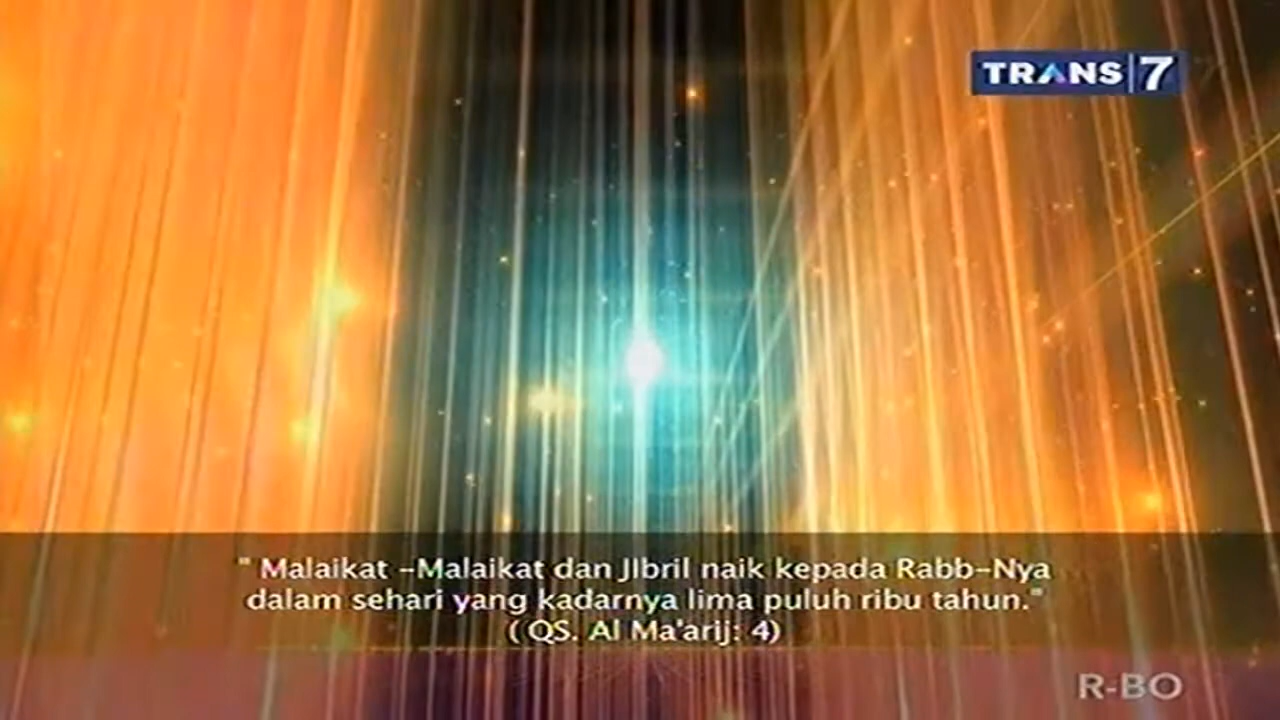 TRANS|7
" Malaikat -Malaikat dan JIbril naik kepada Rabb-Nya
dalam sehari yang kadarnya lima puluh ribu tahun."
( QS. Al Ma'arij: 4)
R-BO